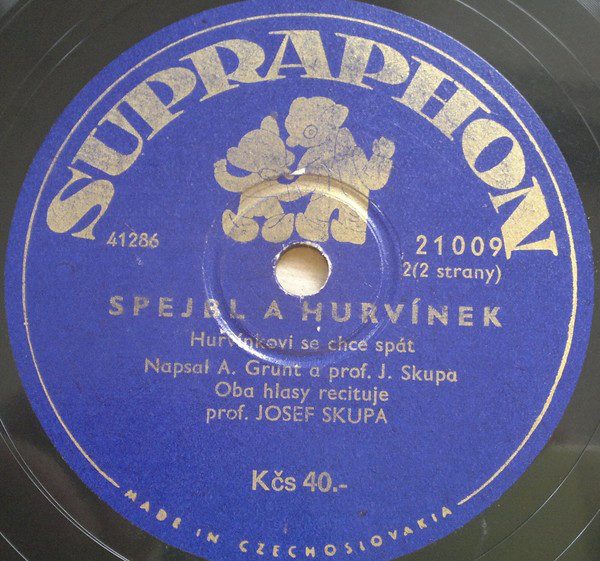 SUPRAPHON
41286
21009
2(2 strany)
SPEJBL A HURVÍNEK
Hurvínkovi se chce spát
Napsal A. Grunt a prof. J. Skupa
Oba hlasy recituje
prof. JOSEF SKUPA
Kčs 40.-
MADE IN CZECHOSLOVAKIA